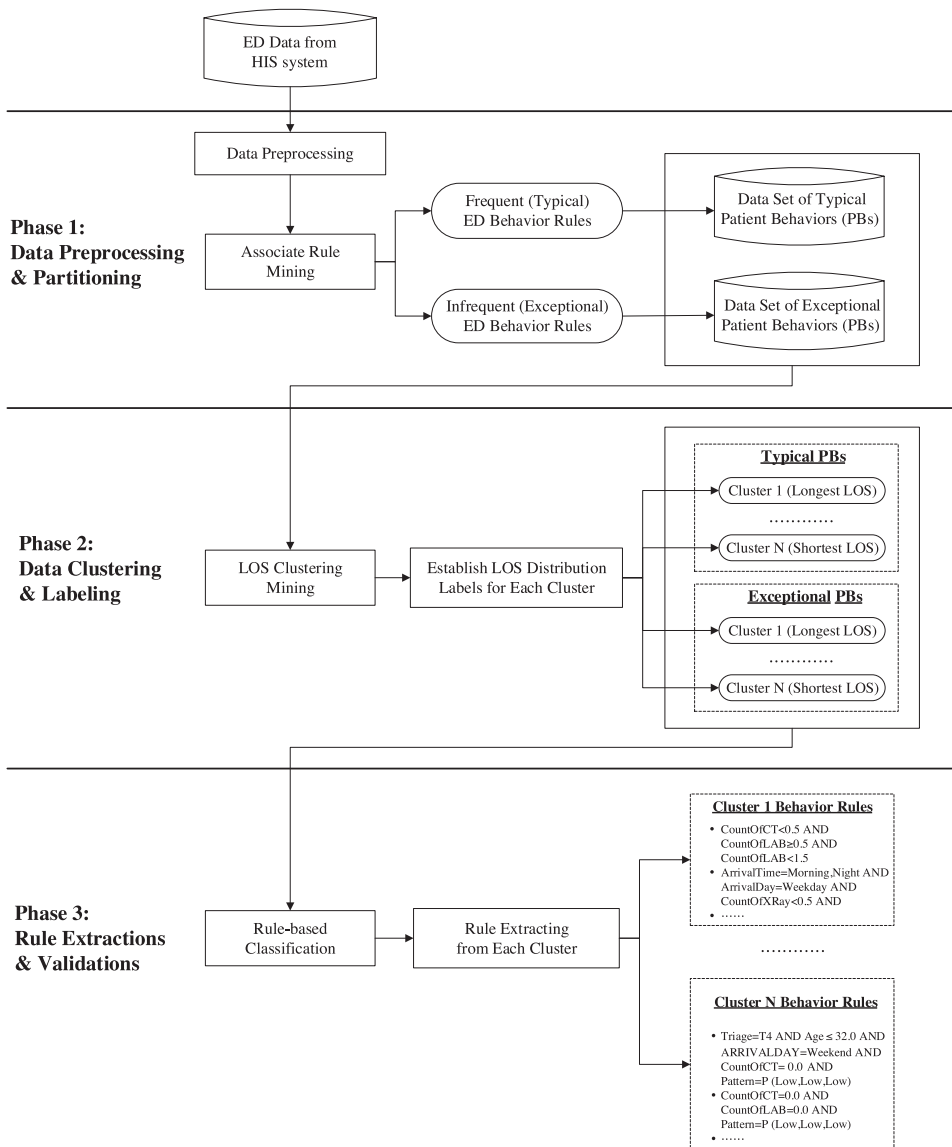 ED Data from
HIS system
Phase 1:
Data Preprocessing
& Partitioning
Data Preprocessing
Associate Rule
Mining
Frequent (Typical)
ED Behavior Rules
Infrequent (Exceptional)
ED Behavior Rules
Data Set of Typical
Patient Behaviors (PBs)
Data Set of Exceptional
Patient Behaviors (PBs)
Phase 2:
Data Clustering
& Labeling
LOS Clustering
Mining
Establish LOS Distribution
Labels for Each Cluster
Typical PBs
Cluster 1 (Longest LOS)
............
Cluster N (Shortest LOS)
Exceptional PBs
Cluster 1 (Longest LOS)
............
Cluster N (Shortest LOS)
Phase 3:
Rule Extractions
& Validations
Rule-based
Classification
Rule Extracting
from Each Cluster
Cluster 1 Behavior Rules
• CountOfCT<0.5 AND
CountOfLAB≥0.5 AND
CountOfLAB<1.5
• ArrivalTime=Morning,Night AND
ArrivalDay=Weekday AND
CountOfXRay<0.5 AND
• ......
............
Cluster N Behavior Rules
• Triage=T4 AND Age ≤ 32.0 AND
ARRIVALDAY=Weekend AND
CountOfCT= 0.0 AND
Pattern=P (Low,Low,Low)
• CountOfCT=0.0 AND
CountOfLAB=0.0 AND
Pattern=P (Low,Low,Low)
• ......